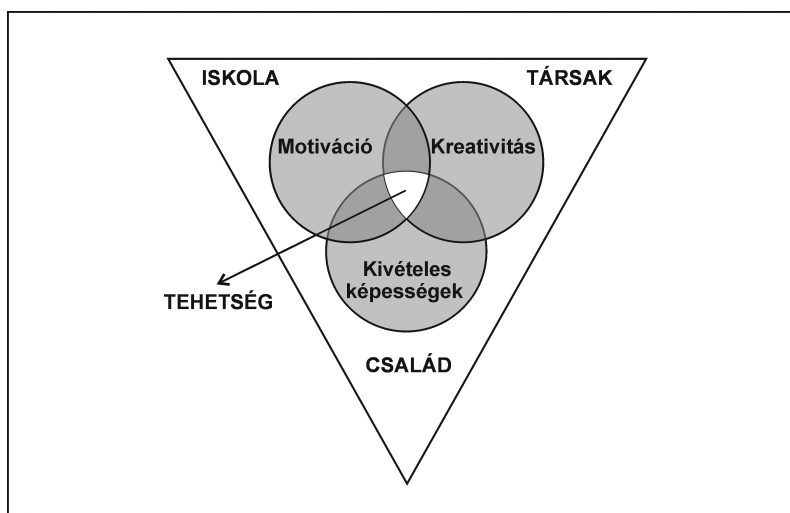 ISKOLA
TÁRSAK
Motiváció
Kreativitás
Kivételes
képességek
TEHETSÉG
CSALÁD